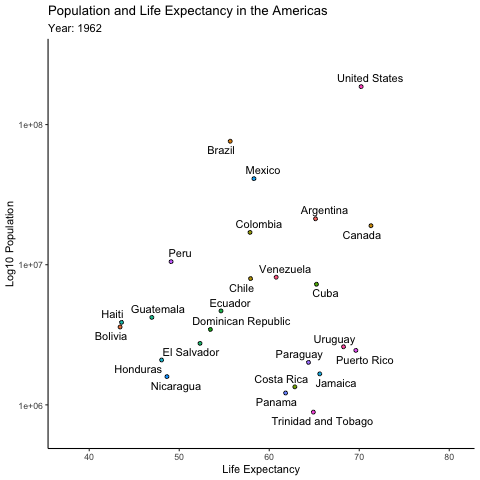 Population and Life Expectancy in the Americas
Year: 1962
United States
1e+08
Brazil
Mexico
Argentina
Colombia
Canada
Log10 Population
Peru
1e+07
Venezuela
Chile
Cuba
Ecuador
Guatemala
Haiti
Dominican Republic
Bolivia
Uruguay
El Salvador
Paraguay
Puerto Rico
Honduras
Costa Rica
Jamaica
Nicaragua
1e+06
Panama
Trinidad and Tobago
40 50 60 70 80
Life Expectancy